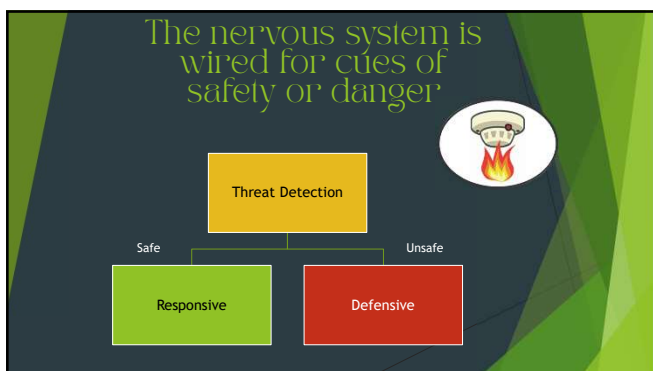 The nervous system is
wired for cues of
safety or danger
Threat Detection
Safe
Unsafe
Responsive
Defensive